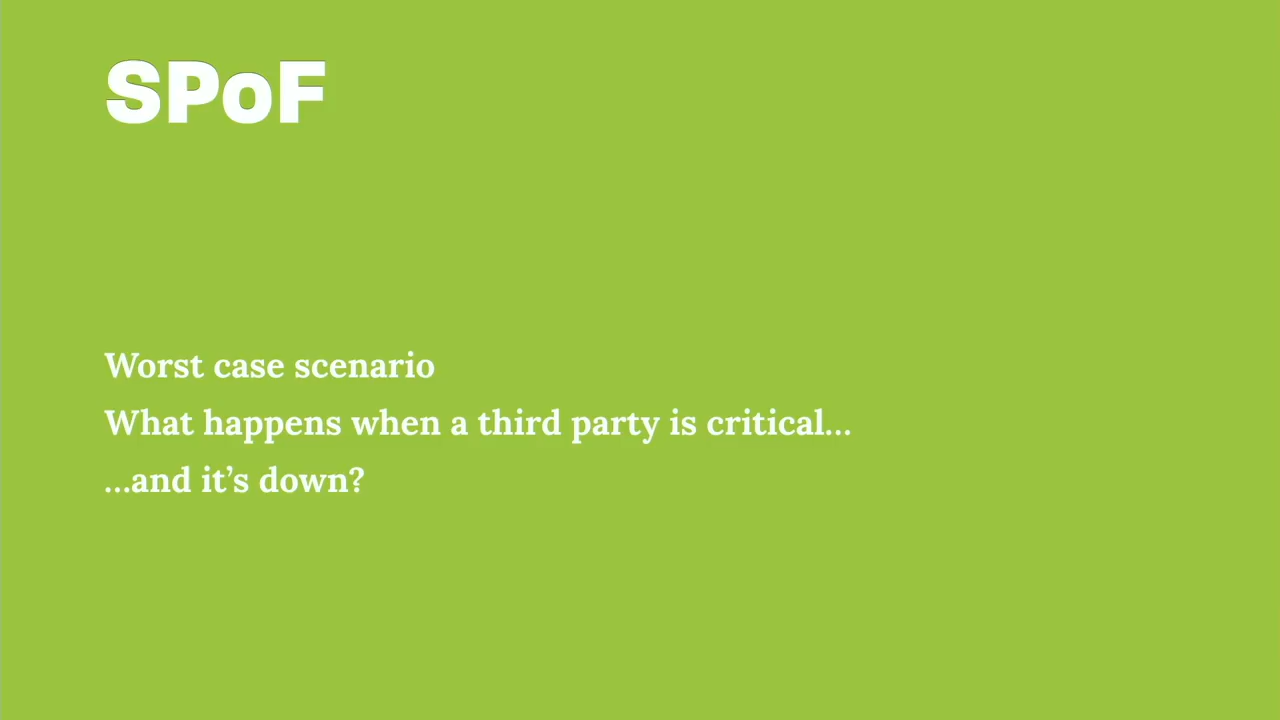 SPoF
Worst case scenario
What happens when a third party is critical...
...and it’s down?